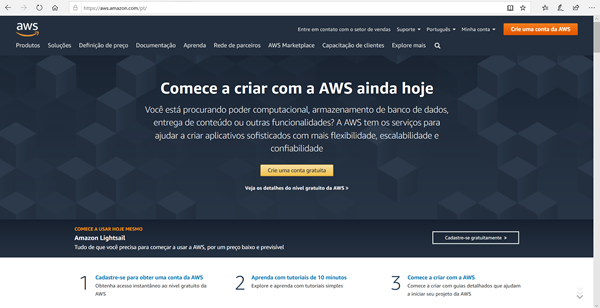 https://aws.amazon.com/pt/
aws
Entre em contato com o setor de vendas Suporte Português Minha conta Crie uma conta da AWS
Produtos Soluções Definição de preço Documentação Aprenda Rede de parceiros AWS Marketplace Capacitação de clientes Explore mais
Comece a criar com a AWS ainda hoje
Você está procurando poder computacional, armazenamento de banco de dados,
entrega de conteúdo ou outras funcionalidades? A AWS tem os serviços para
ajudar a criar aplicativos sofisticados com mais flexibilidade, escalabilidade e
confiabilidade
Crie uma conta gratuita
Veja os detalhes do nível gratuito da AWS >
COMECE A USAR HOJE MESMO
Amazon Lightsail
Tudo de que você precisa para começar a usar a AWS, por um preço baixo e previsível
Cadastre-se gratuitamente >
1 Cadastre-se para obter uma conta da AWS
Obtenha acesso instantâneo ao nível gratuito da
AWS
2 Aprenda com tutoriais de 10 minutos
Explore e aprenda com tutoriais simples
3 Comece a criar com a AWS
Comece a criar com guias detalhados que ajudam
a iniciar seu projeto da AWS